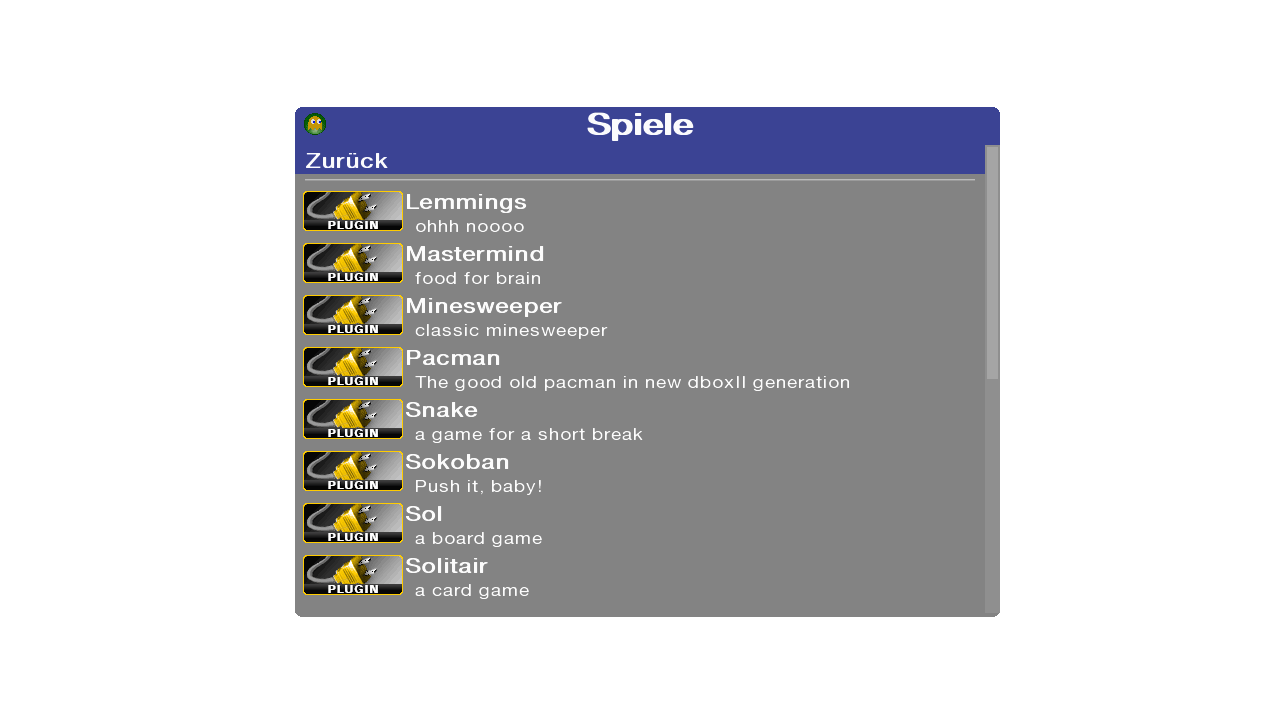 Spiele
Zurück
PLUGIN
Lemmings
ohhh noooo
PLUGIN
Mastermind
food for brain
PLUGIN
Minesweeper
classic minesweeper
PLUGIN
Pacman
The good old pacman in new dboxII generation
PLUGIN
Snake
a game for a short break
PLUGIN
Sokoban
Push it, baby!
PLUGIN
Sol
a board game
PLUGIN
Solitair
a card game